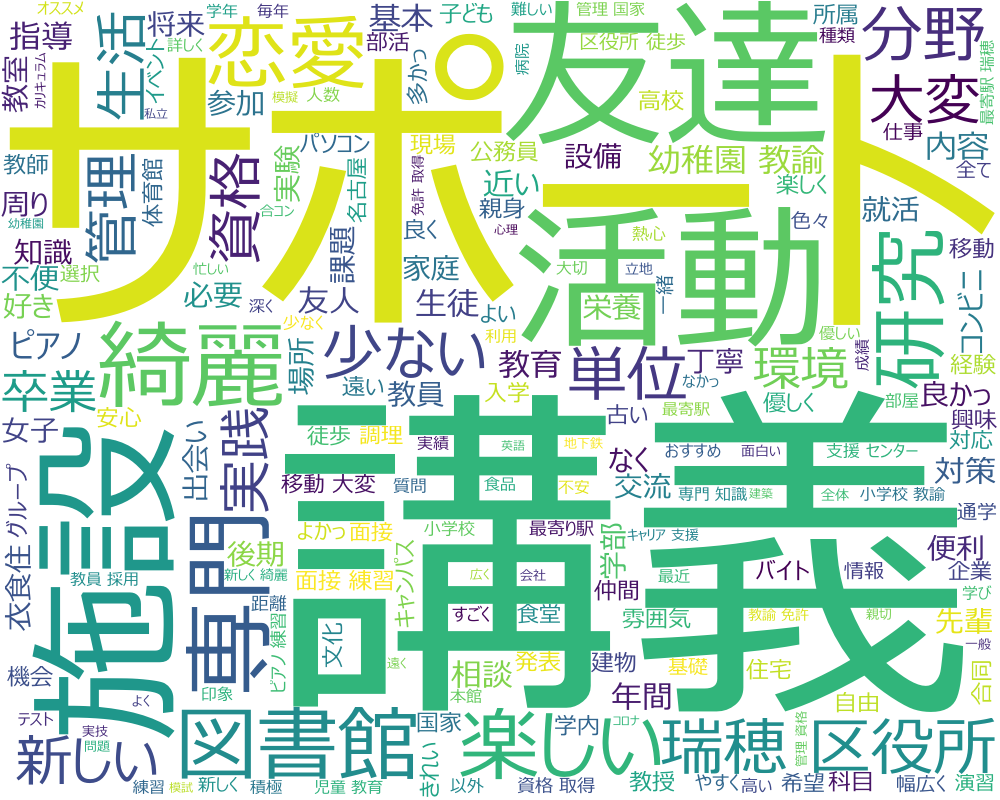 オススメ
学年
毎年
将来
基本
子ども
難しい
管理 国家
所属
指導
恋愛
詳しく
部活
区役所 徒歩
種類
分野
教室
カリキュラム
生活
イベント
サポート
友達
病院
最寄駅 瑞穂
参加
模擬
人数
多かっ
高校
大変
仕事
私立
教師
管理
体育館
資格
パソコン
実験
現場
公務員
設備
幼稚園 教諭
内容
全て
周り
名古屋
免許 取得
近い
楽しく
幼稚園
合コン
課題
良く
親身
心理
活動
色々
就活
知識
忙しい
熱心
移動
不便
選択
家庭
大切
立地
一緒
研究
好き
必要
深く
友人
生徒
よい
栄養
コンビニ
ピアノ
綺麗
少なく
少ない
利用
優しい
場所
教育
単位
丁寧
環境
成績
経験
卒業
遠い
教員
入学
なかっ
優しく
部屋
良かっ
安心
最寄駅
古い
興味
女子
出会い
実践
徒歩
調理
講義
実績
英語
地下鉄
おすすめ
面白い
支援 センター
対応
施設
移動 大変
質問
食品
不安
なく
交流
対策
グループ
専門
専門 知識
建築
全体
小学校 教諭
通学
よかっ
面接
小学校
最寄り駅
キャリア 支援
後期
学部
便利
衣食住
教員 採用
新しく 綺麗
面接 練習
キャンパス
広く
会社
最近
バイト
情報
企業
仲間
学び
距離
すごく
食堂
雰囲気
教諭 免許
親切
先輩
ピアノ 練習
文化
発表
建物
基礎
住宅
一般
機会
遠く
相談
合同
印象
本館
年間
自由
テスト
よく
実技
国家
学内
コロナ
新しい
問題
図書館
楽しい
瑞穂
区役所
管理 資格
きれい
練習
模試
新しく
積極
児童 教育
以外
資格 取得
教授
やすく
高い
希望
科目
幅広く
演習